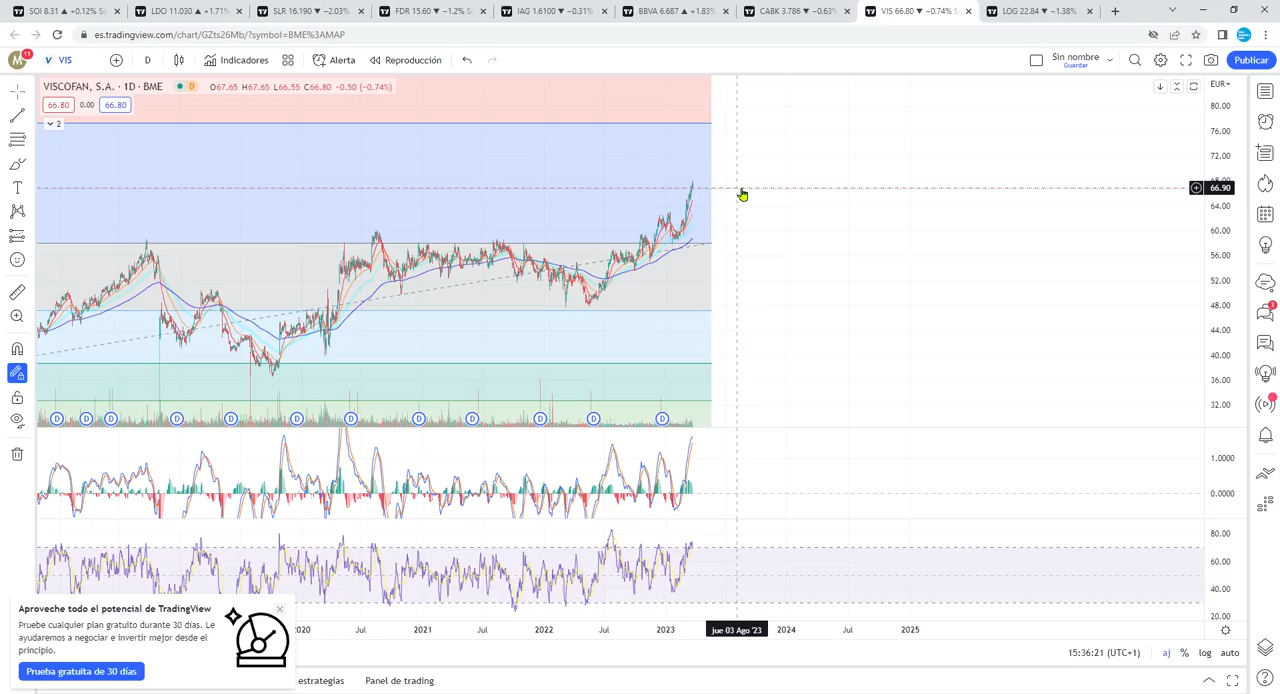 SOI 8.31 ▲ +0.12% Si
LDO 11.030 ▲ +1.71%
SLR 16.190 ▼ −2.03%
FDR 15.60 ▼ −1.2% S
IAG 1.6100 ▼ −0.31%
BBVA 6.687 ▲ +1.83%
CABK 3.786 ▼ −0.63%
VIS 66.80 ▼ −0.74% S
LOG 22.84 ▼ −1.38%
es.tradingview.com/chart/GZts26Mb/?symbol=BME%3AMAP
M 11
V VIS
D
Indicadores
Alerta
Reproducción
Sin nombre
Guardar
Publicar
VISCOFAN, S.A. · 1D · BME
D
O67.65 H67.65 L66.55 C66.80 −0.50 (−0.74%)
66.80 0.00 66.80
2
EUR
80.00
76.00
72.00
68.00
66.90
64.00
60.00
56.00
52.00
48.00
44.00
40.00
36.00
32.00
D D D D D D D D D D D D
1.0000
0.0000
80.00
60.00
40.00
20.00
3
Aproveche todo el potencial de TradingView
Pruebe cualquier plan gratuito durante 30 días. Le
ayudaremos a negociar e invertir mejor desde el
principio.
Prueba gratuita de 30 días
2020 Jul 2021 Jul 2022 Jul 2023 jue 03 Ago '23 2024 Jul 2025
15:36:21 (UTC+1)
aj % log auto
estrategias
Panel de trading